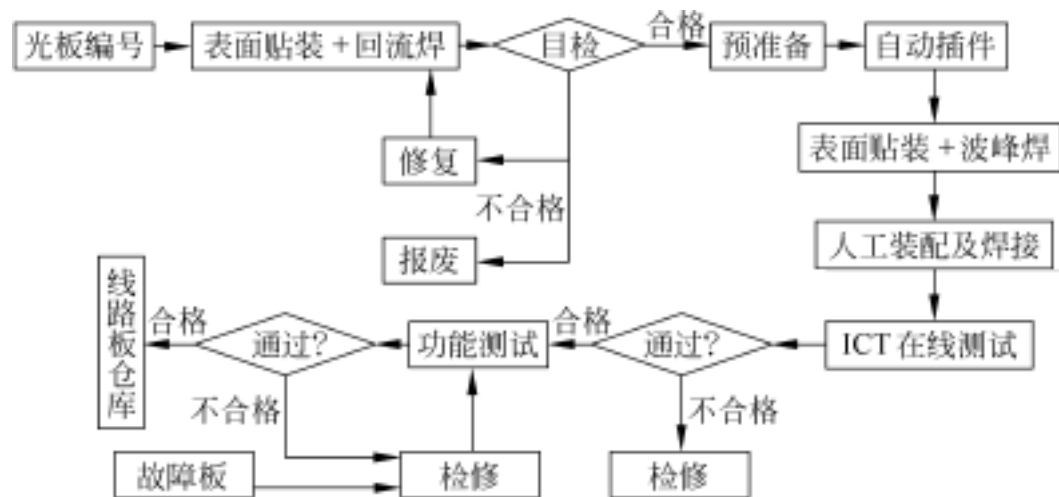 光板编号
表面贴装+回流焊
目检
合格
预准备
自动插件
修复
表面贴装+波峰焊
不合格
报废
人工装配及焊接
线路板仓库
合格
通过?
功能测试
合格
通过?
ICT在线测试
不合格
不合格
故障板
检修
检修